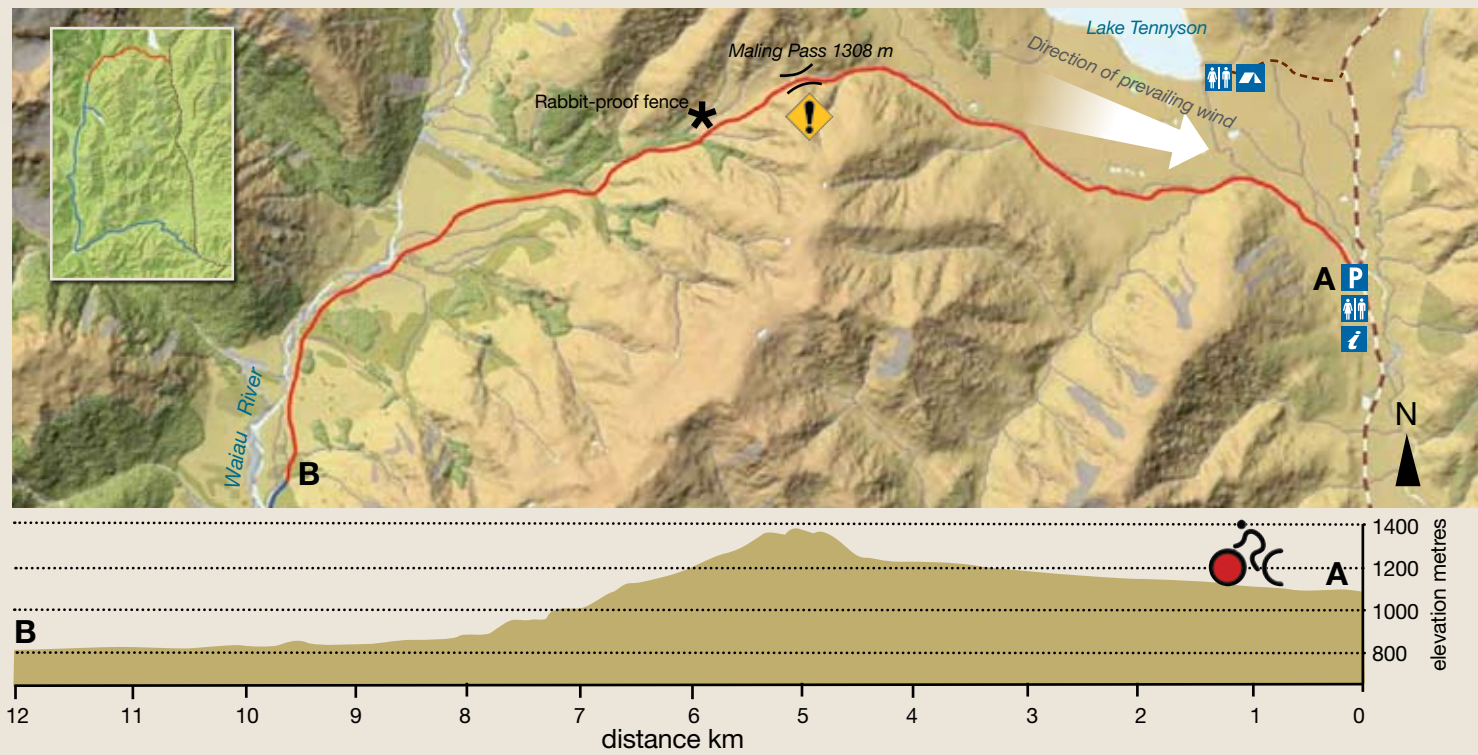 Lake Tennyson
Maling Pass 1308 m
Direction of prevailing wind
Rabbit-proof fence
*
!
A
P
i
N
Waiau River
B
1400
1200
1000
800
elevation metres
A
B
12 11 10 9 8 7 6 5 4 3 2 1 0
distance km